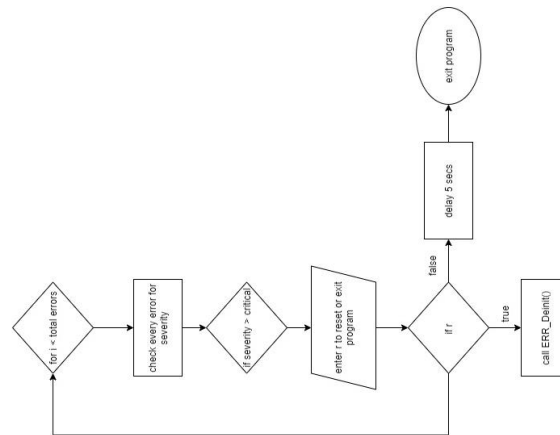 for i < total errors
check every error for
severity
if severity > critical
enter r to reset or exit
program
if r
false
true
delay 5 secs
exit program
call ERR_Deinit()